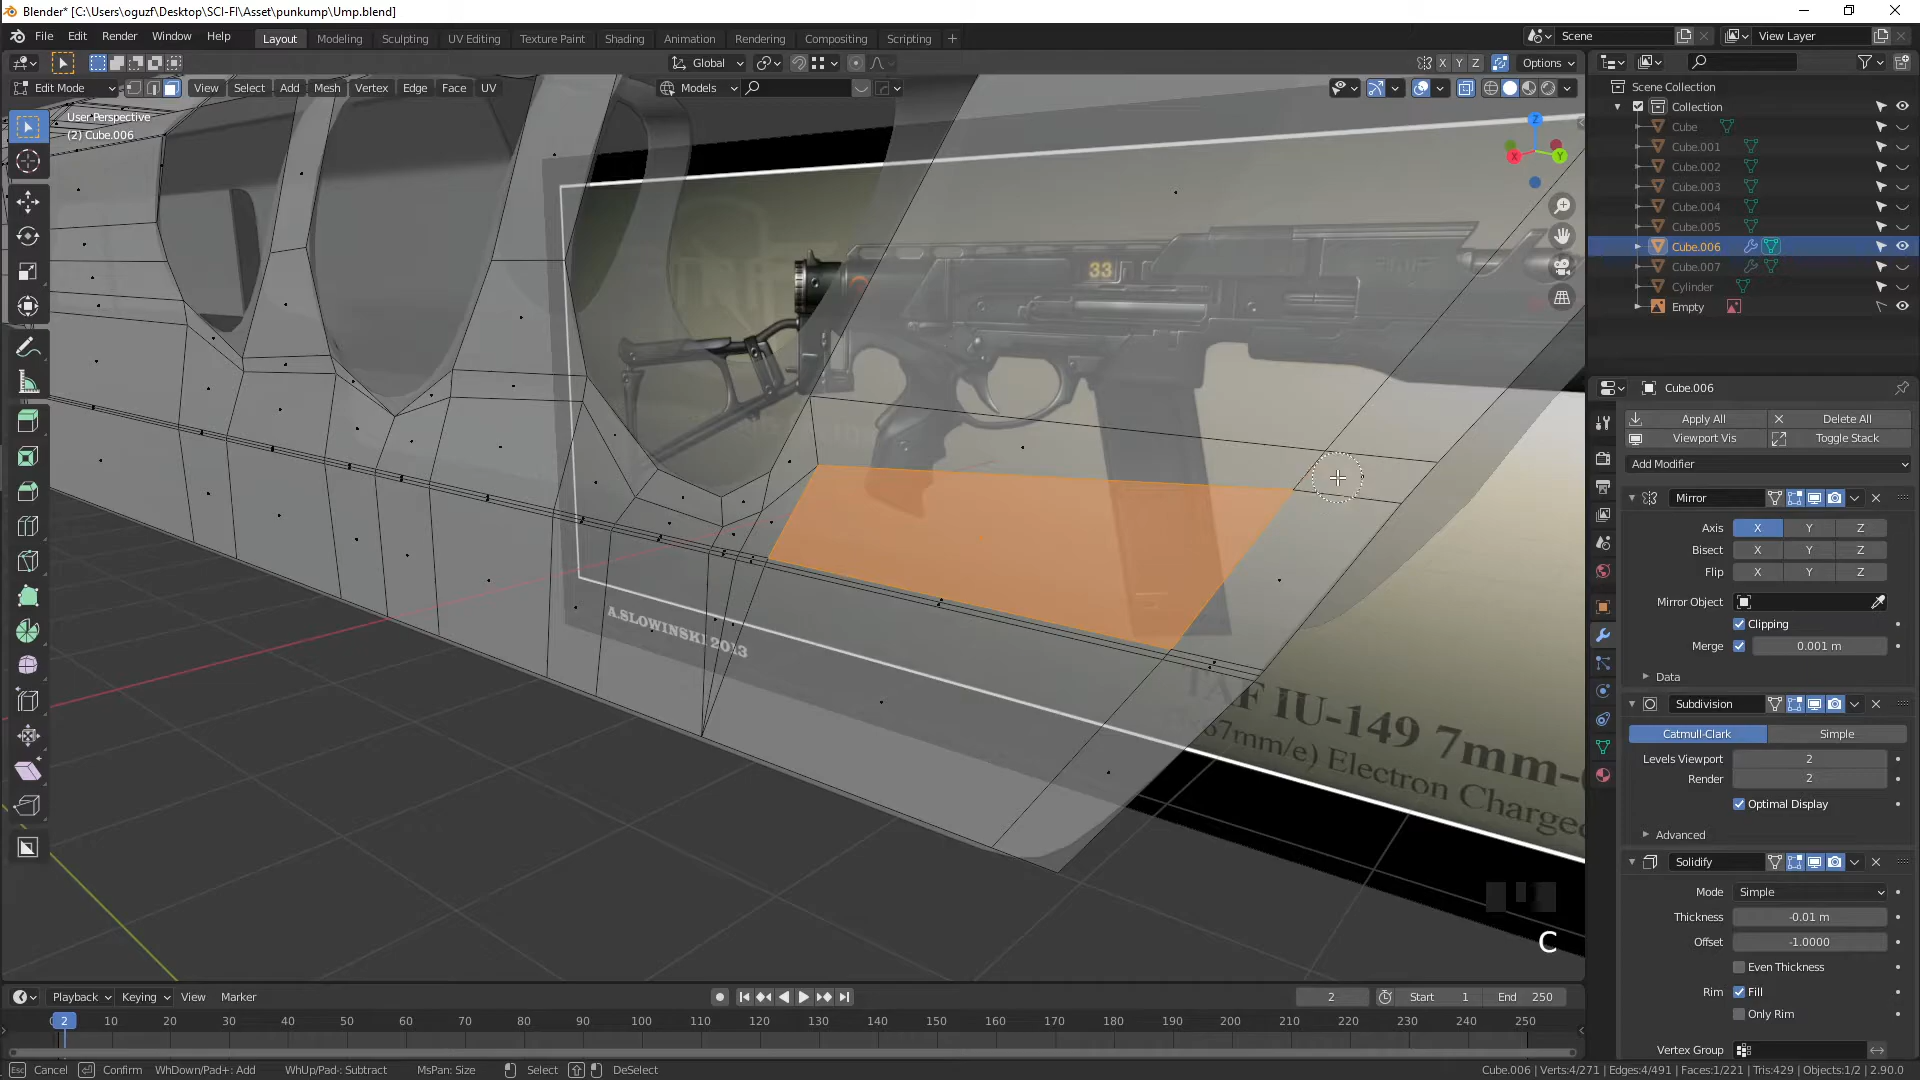 Blender* [C:\Users\oguzf\Desktop\SCI-FI\Asset\punkump\Ump.blend]
File Edit Render Window Help
Layout Modeling Sculpting UV Editing Texture Paint Shading Animation Rendering Compositing Scripting
Scene
View Layer
Global
X Y Z
Options
Edit Mode
View Select Add Mesh Vertex Edge Face UV
Models
User Perspective
(2) Cube.006
Scene Collection
Collection
Cube
Cube.001
Cube.002
Cube.003
Cube.004
Cube.005
Cube.006
Cube.007
Cylinder
Empty
Cube.006
Apply All
Delete All
Viewport Vis
Toggle Stack
Add Modifier
Mirror
Axis X Y Z
Bisect X Y Z
Flip X Y Z
Mirror Object
Clipping
Merge 0.001 m
Data
Subdivision
Catmull-Clark Simple
Levels Viewport 2
Render 2
Optimal Display
Advanced
Solidify
Mode Simple
Thickness -0.01 m
Offset -1.0000
Even Thickness
Rim Fill
Only Rim
Vertex Group
Z
X
Y
33
A.SLOWINSKI 2013
IU-149 7mm-
67mm/e) Electron Charge
C
Playback Keying View Marker
2
Start 1
End 250
2 10 20 30 40 50 60 70 80 90 100 110 120 130 140 150 160 170 180 190 200 210 220 230 240 250
Esc Cancel Confirm WhDown/Pad+: Add WhUp/Pad-: Subtract MsPan: Size Select DeSelect
Cube.006 | Verts:4/271 | Edges:4/491 | Faces:1/221 | Tris:429 | Objects:1/2 | 2.90.0